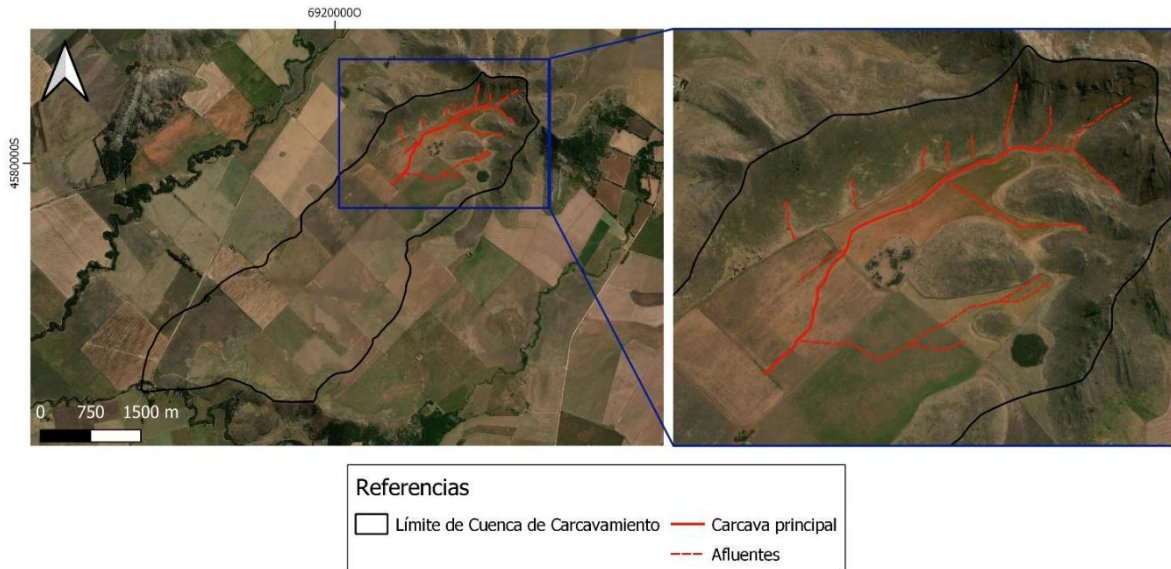 6920000O
4580000S
0 750 1500 m
Referencias
Límite de Cuenca de Carcavamiento
Carcava principal
Afluentes